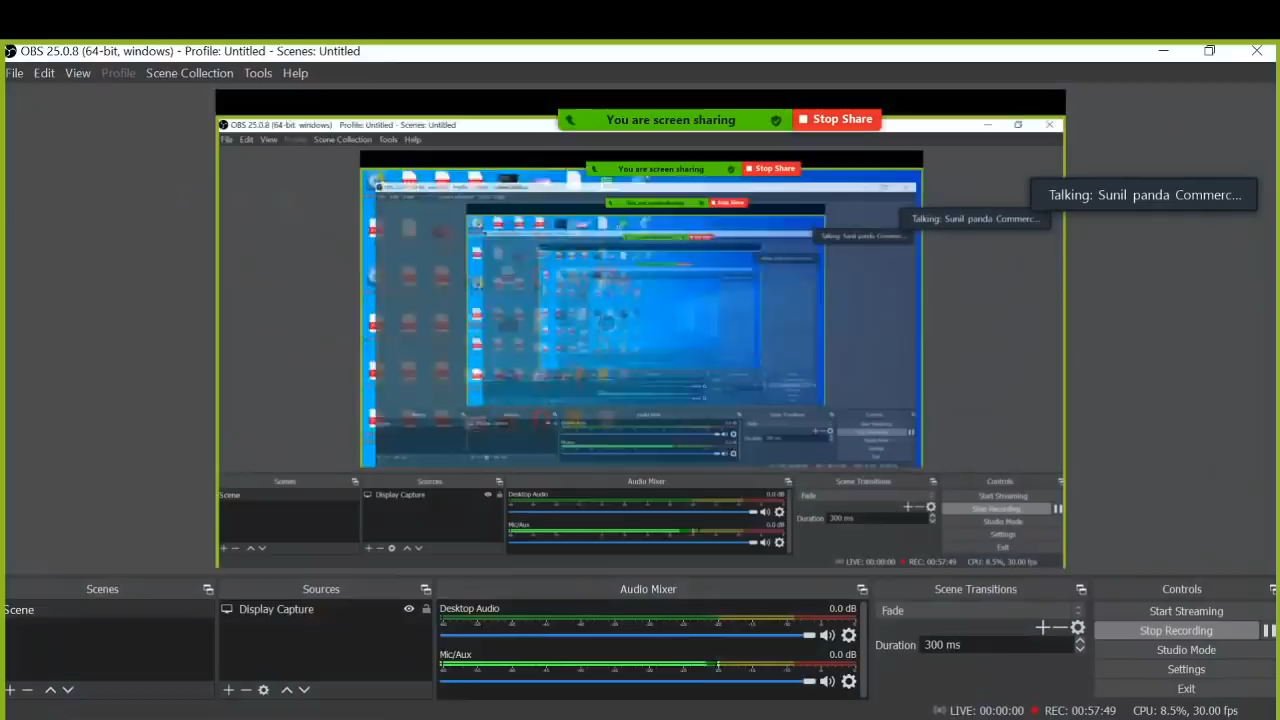 OBS 25.0.8 (64-bit, windows) - Profile: Untitled - Scenes: Untitled
File Edit View Profile Scene Collection Tools Help
You are screen sharing Stop Share
OBS 25.0.8 (64-bit, windows) - Profile: Untitled - Scenes: Untitled
File Edit View Profile Scene Collection Tools Help
You are screen sharing Stop Share
Talking: Sunil panda Commerc...
Talking: Sunil panda Commerc...
Talking: Sunil panda Commerc...
Scenes Sources Audio Mixer Scene Transitions Controls
Scene Display Capture Desktop Audio 0.0 dB Fade Start Streaming
Stop Recording
Duration 300 ms
Mic/Aux 0.0 dB Studio Mode
Settings
Exit
LIVE: 00:00:00 REC: 00:57:49 CPU: 8.5%, 30.00 fps
Scenes Sources Audio Mixer Scene Transitions Controls
Scene Display Capture Desktop Audio 0.0 dB Fade Start Streaming
Stop Recording
Duration 300 ms
Mic/Aux 0.0 dB Studio Mode
Settings
Exit
LIVE: 00:00:00 REC: 00:57:49 CPU: 8.5%, 30.00 fps